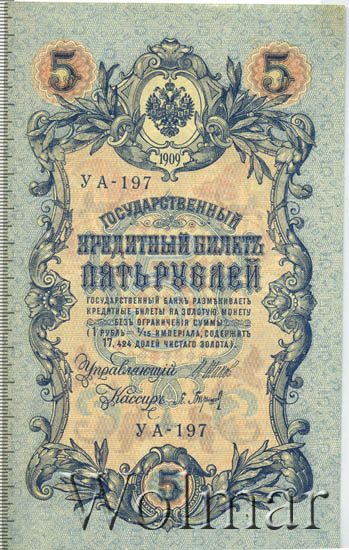 5 5
1909
УА-197
ГОСУДАРСТВЕННЫЙ
КРЕДИТНЫЙ БИЛЕТЪ
ПЯТЬ РУБЛЕЙ
ГОСУДАРСТВЕННЫЙ БАНКЪ РАЗМѢНИВАЕТЪ
КРЕДИТНЫЕ БИЛЕТЫ НА ЗОЛОТУЮ МОНЕТУ
БЕЗЪ ОГРАНИЧЕНІЯ СУММЫ
(1 РУБЛЬ = 1/15 ИМПЕРІАЛА, СОДЕРЖИТЪ
17,424 ДОЛЕЙ ЧИСТАГО ЗОЛОТА).
Управляющій
Кассиръ
УА-197
5
Wolmar